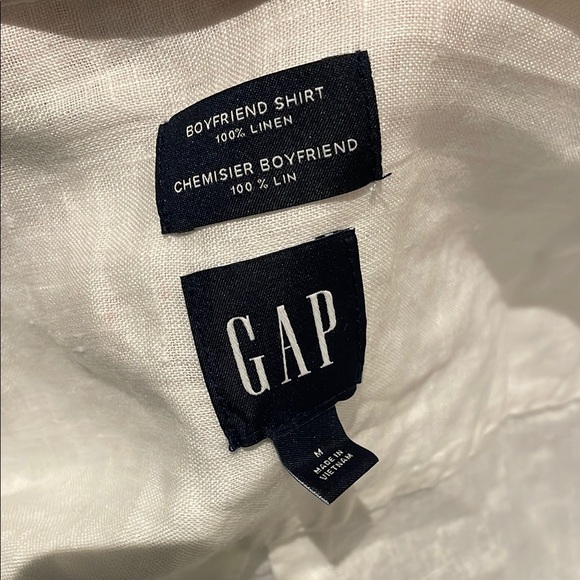 BOYFRIEND SHIRT
100% LINEN
CHEMISIER BOYFRIEND
100 % LIN
GAP
M
MADE IN
VIETNAM